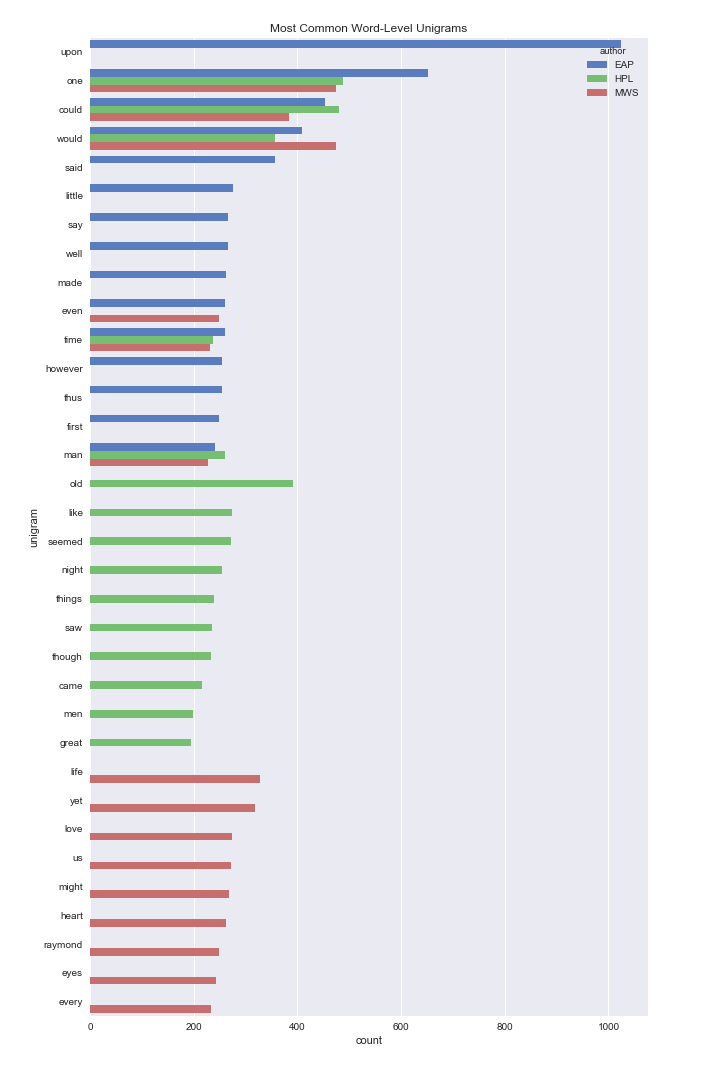 Most Common Word-Level Unigrams
author
EAP
HPL
MWS
upon
one
could
would
said
little
say
well
made
even
time
however
thus
first
man
old
like
seemed
night
things
saw
though
came
men
great
life
yet
love
us
might
heart
raymond
eyes
every
unigram
0 200 400 600 800 1000
count